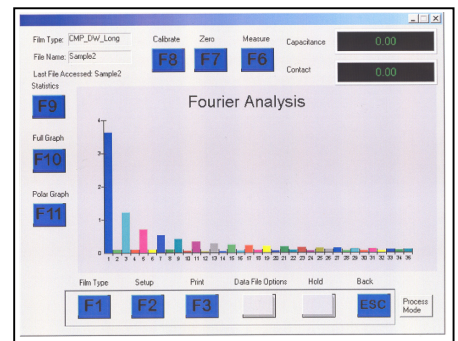 Film Type: CMP_DW_Long
File Name: Sample2
Last File Accessed: Sample2
Calibrate Zero Measure
F8 F7 F6
Capacitance 0.00
Contact 0.00
Statistics
F9
Full Graph
F10
Polar Graph
F11
Fourier Analysis
4
3
2
1
0
1 2 3 4 5 6 7 8 9 10 11 12 13 14 15 16 17 18 19 20 21 22 23 24 25 26 27 28 29 30 31 32 33 34 35 36
Film Type Setup Print Data File Options Hold Back
F1 F2 F3 ESC
Process
Mode